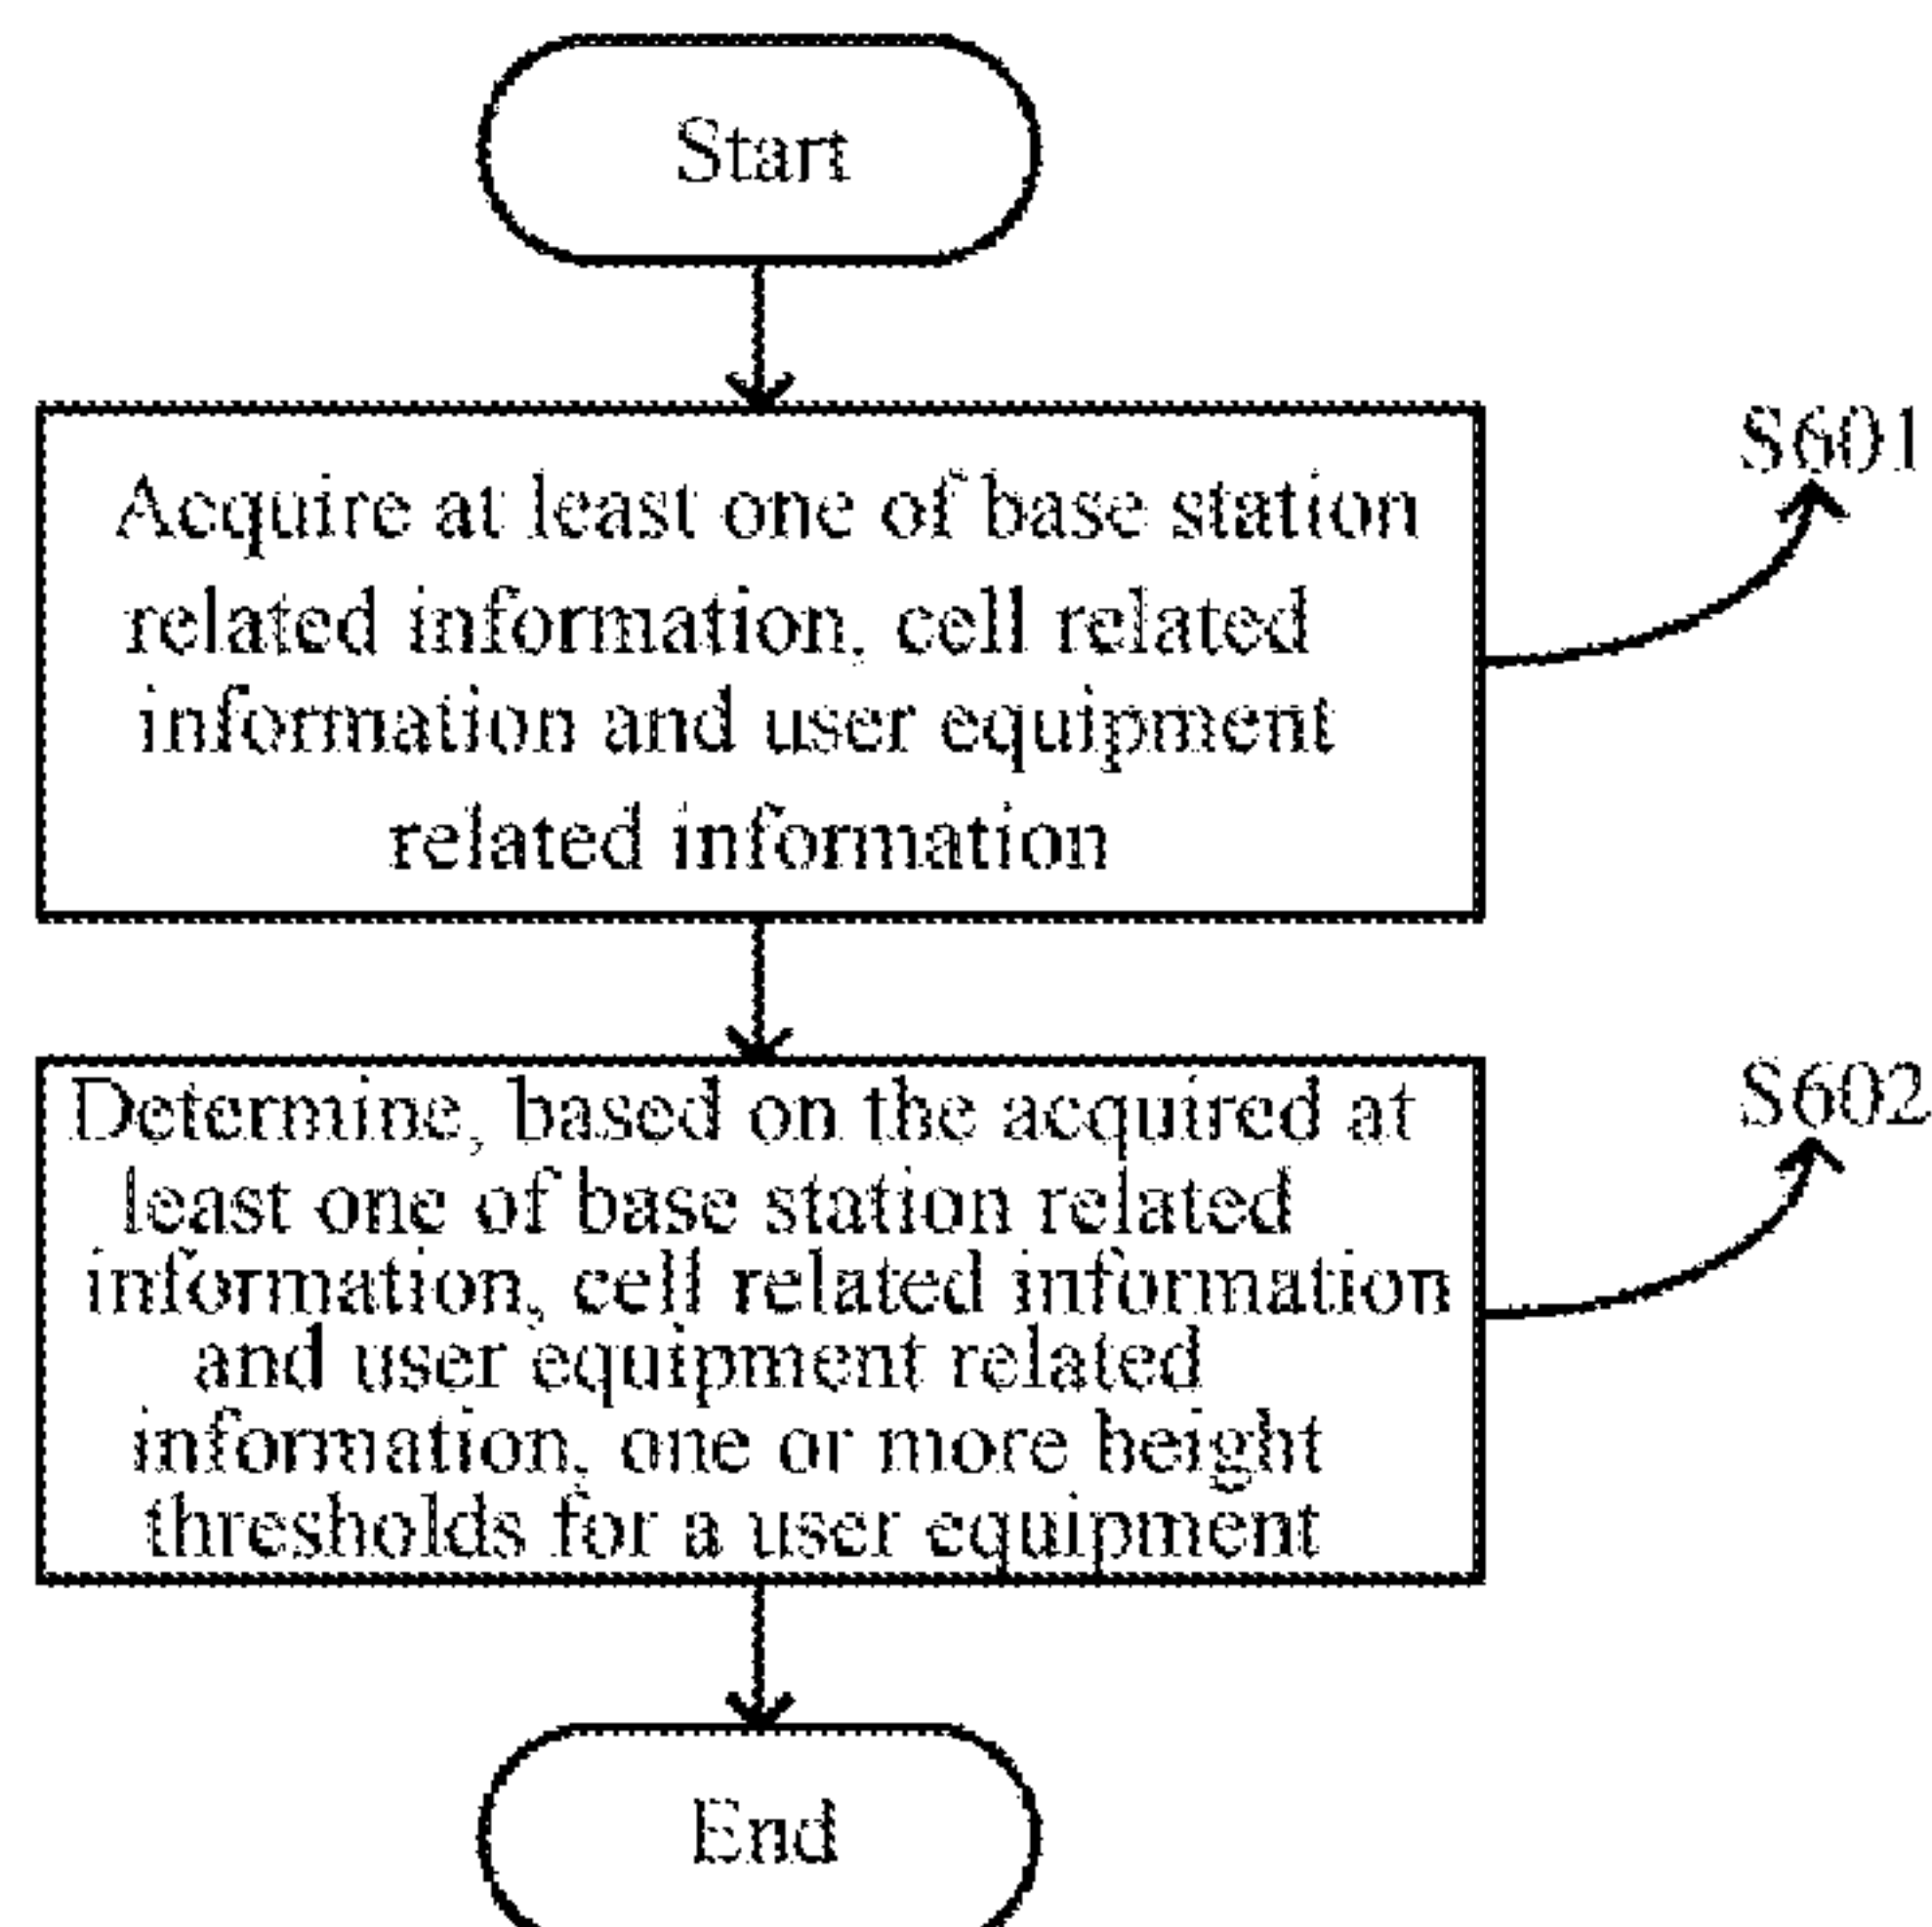 Start
Acquire at least one of base station
related information, cell related
information and user equipment
related information
S601
Determine, based on the acquired at
least one of base station related
information, cell related information
and user equipment related
information, one or more height
thresholds for a user equipment
S602
End